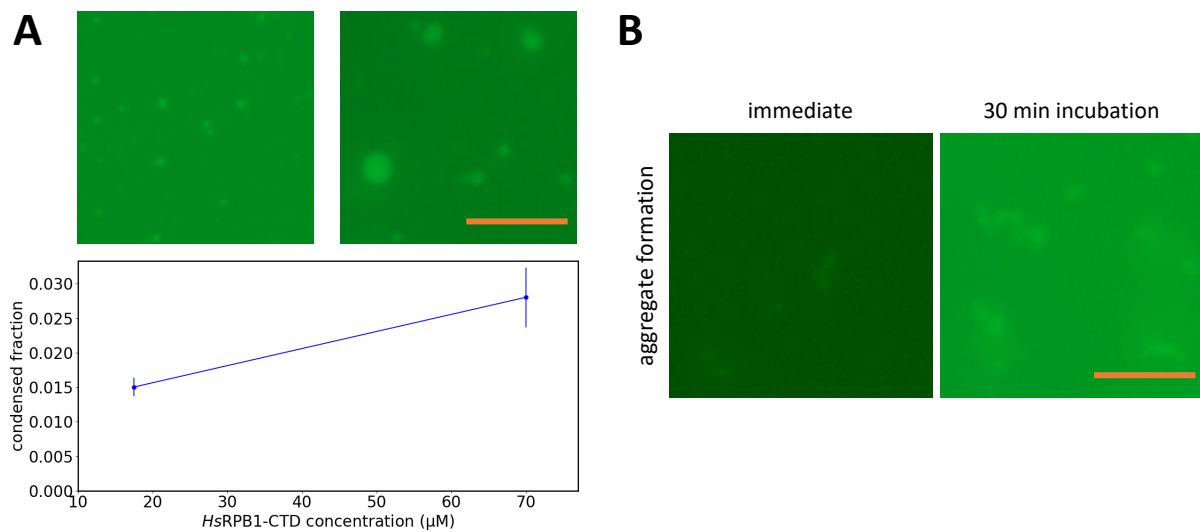 A
B
immediate
30 min incubation
aggregate formation
condensed fraction
0.030
0.025
0.020
0.015
0.010
0.005
0.000
10
20
30
40
50
60
70
HsRPB1-CTD concentration (μM)